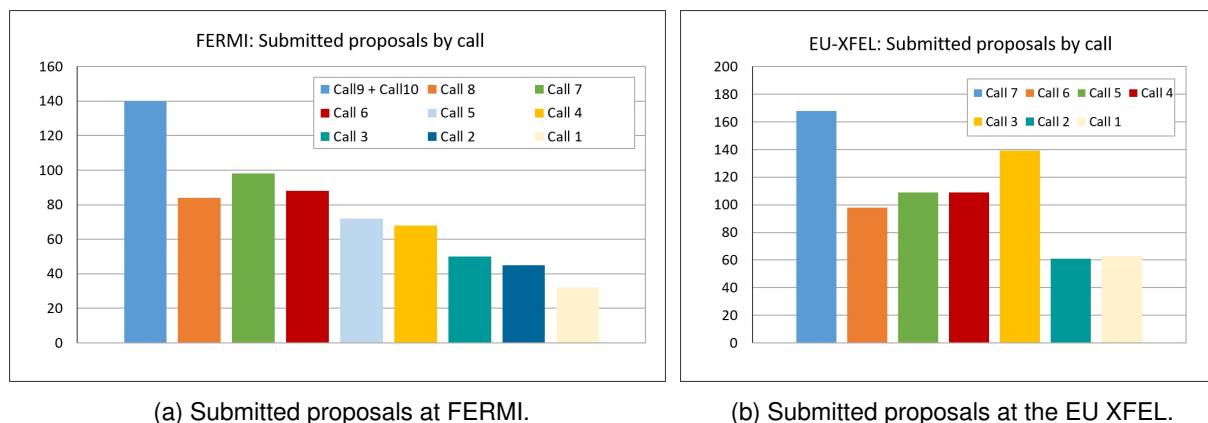 FERMI: Submitted proposals by call
160
140
120
100
80
60
40
20
0
Call9 + Call10 Call 8 Call 7
Call 6 Call 5 Call 4
Call 3 Call 2 Call 1
(a) Submitted proposals at FERMI.
EU-XFEL: Submitted proposals by call
200
180
160
140
120
100
80
60
40
20
0
Call 7 Call 6 Call 5 Call 4
Call 3 Call 2 Call 1
(b) Submitted proposals at the EU XFEL.